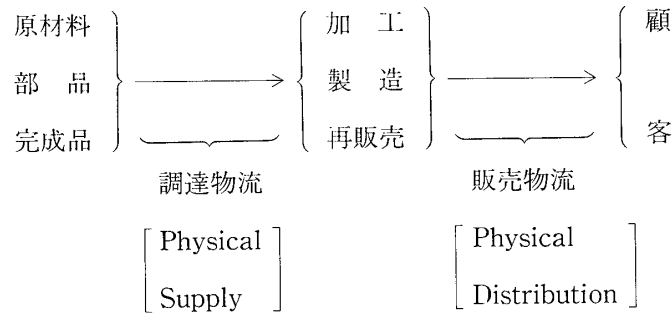 原材料
部 品
完成品
加 工
製 造
再販売
顧
客
調達物流
販売物流
Physical
Supply
Physical
Distribution